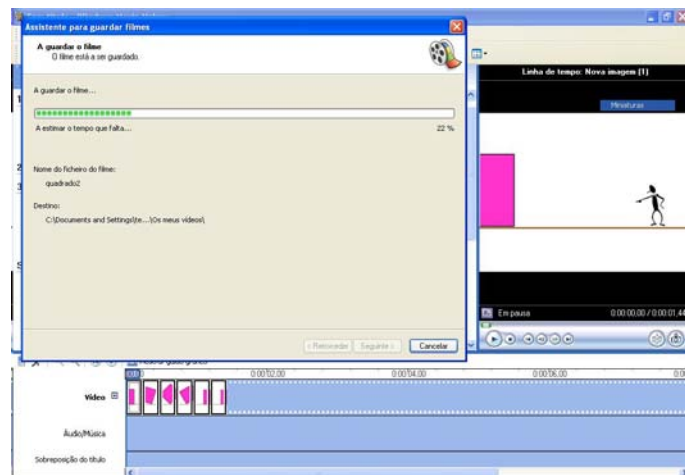 Assistente para guardar filmes
A guardar o filme
O filme está a ser guardado.
A guardar o filme...
A estimar o tempo que falta...
22 %
Nome do ficheiro do filme:
quadrado2
Destino:
C:\Documents and Settings\te...\Os meus vídeos\
< Retroceder
Seguinte >
Cancelar
Linha de tempo: Nova imagem (1)
Miniaturas
Em pausa
0:00:00,00 / 0:00:01,44
0:00:02,00
0:00:04,00
0:00:06,00
Vídeo
Áudio/Música
Sobreposição do título